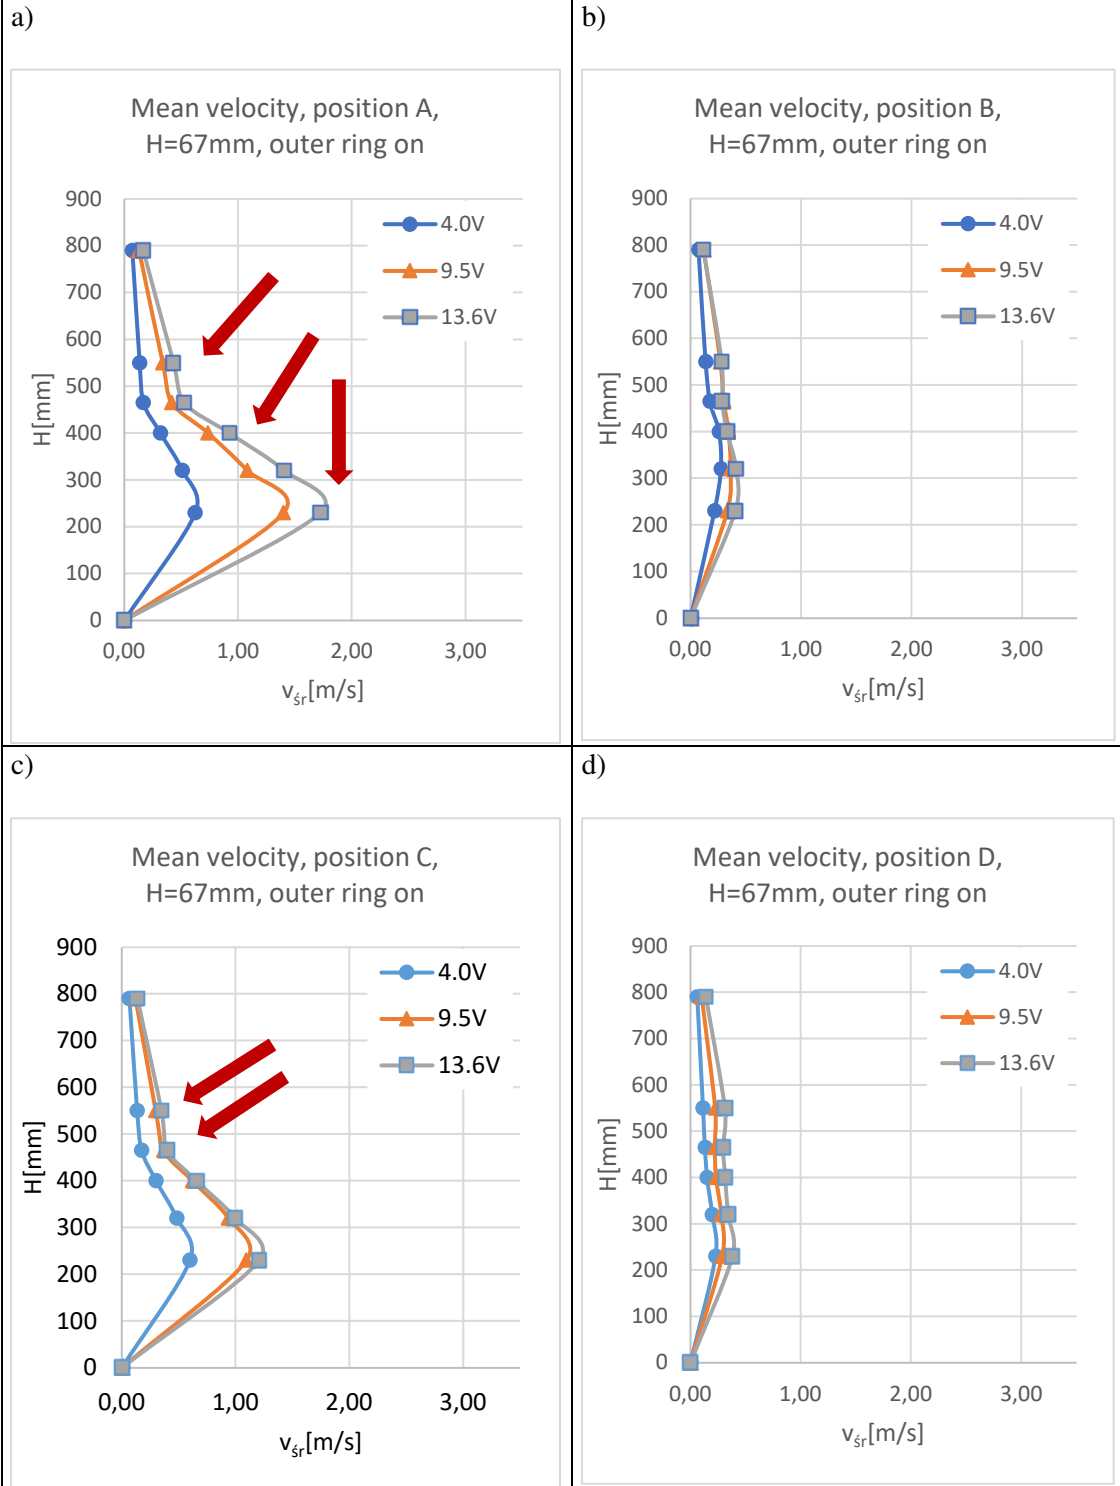 a)
Mean velocity, position A,
H=67mm, outer ring on
900
800
700
600
500
400
300
200
100
0
H[mm]
0,00 1,00 2,00 3,00
v_śr[m/s]
4.0V
9.5V
13.6V
b)
Mean velocity, position B,
H=67mm, outer ring on
900
800
700
600
500
400
300
200
100
0
H[mm]
0,00 1,00 2,00 3,00
v_śr[m/s]
4.0V
9.5V
13.6V
c)
Mean velocity, position C,
H=67mm, outer ring on
900
800
700
600
500
400
300
200
100
0
H[mm]
0,00 1,00 2,00 3,00
v_śr[m/s]
4.0V
9.5V
13.6V
d)
Mean velocity, position D,
H=67mm, outer ring on
900
800
700
600
500
400
300
200
100
0
H[mm]
0,00 1,00 2,00 3,00
v_śr[m/s]
4.0V
9.5V
13.6V